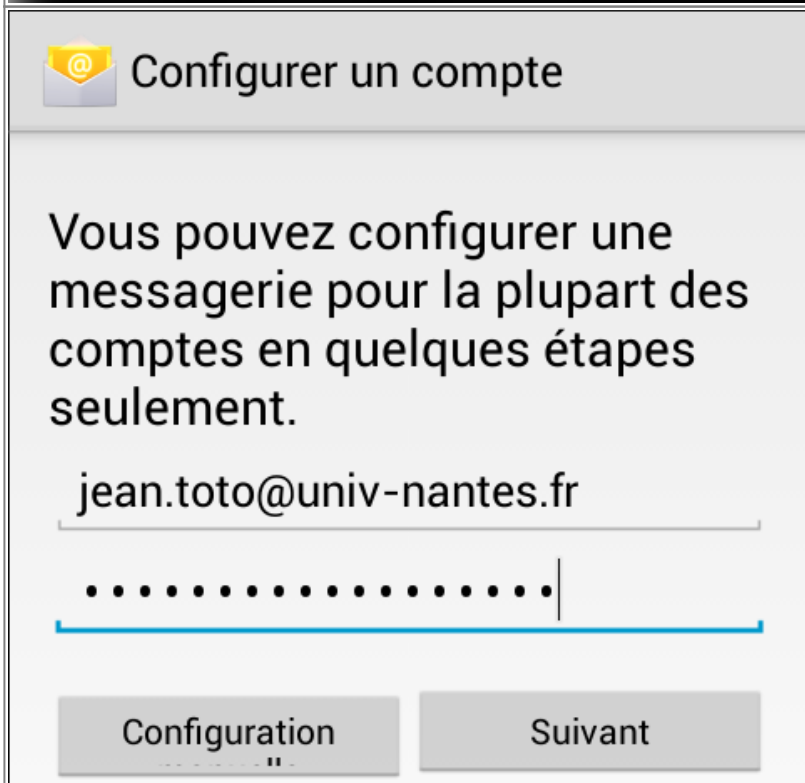 Configurer un compte
Vous pouvez configurer une
messagerie pour la plupart des
comptes en quelques étapes
seulement.
jean.toto@univ-nantes.fr
••••••••••••••••••
Configuration
Suivant